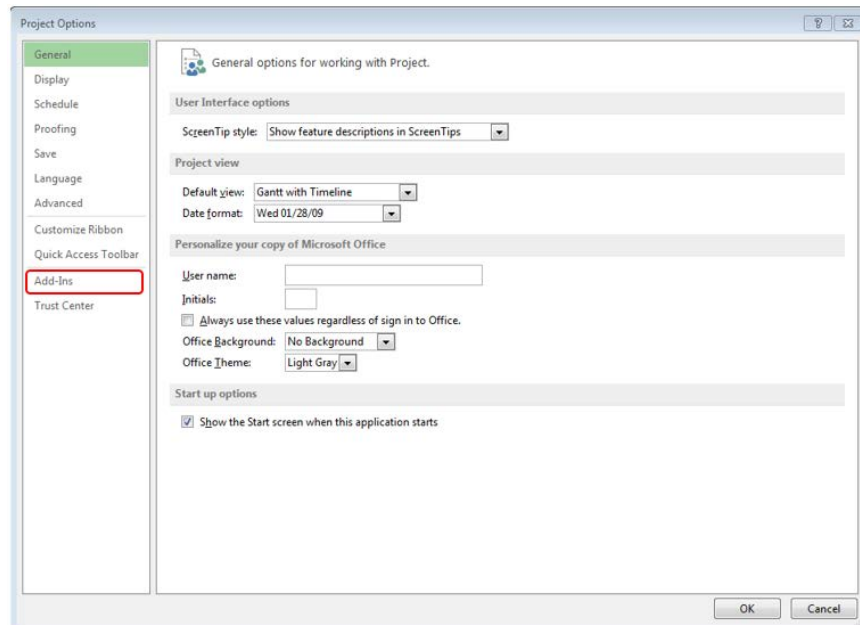 Project Options
General
Display
Schedule
Proofing
Save
Language
Advanced
Customize Ribbon
Quick Access Toolbar
Add-Ins
Trust Center
General options for working with Project.
User Interface options
ScreenTip style: Show feature descriptions in ScreenTips
Project view
Default view: Gantt with Timeline
Date format: Wed 01/28/09
Personalize your copy of Microsoft Office
User name:
Initials:
Always use these values regardless of sign in to Office.
Office Background: No Background
Office Theme: Light Gray
Start up options
Show the Start screen when this application starts
OK Cancel